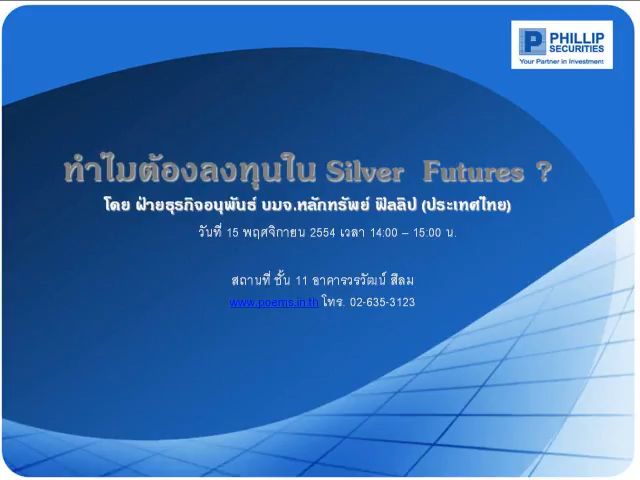 PHILLIP
SECURITIES
Your Partner in Investment
ทำไมต้องลงทุนใน Silver Futures ?
โดย ฝ่ายธุรกิจอนุพันธ์ บมจ.หลักทรัพย์ ฟิลลิป (ประเทศไทย)
วันที่ 15 พฤศจิกายน 2554 เวลา 14:00 – 15:00 น.
สถานที่ ชั้น 11 อาคารวรวัฒน์ สีลม
www.poems.in.th โทร. 02-635-3123